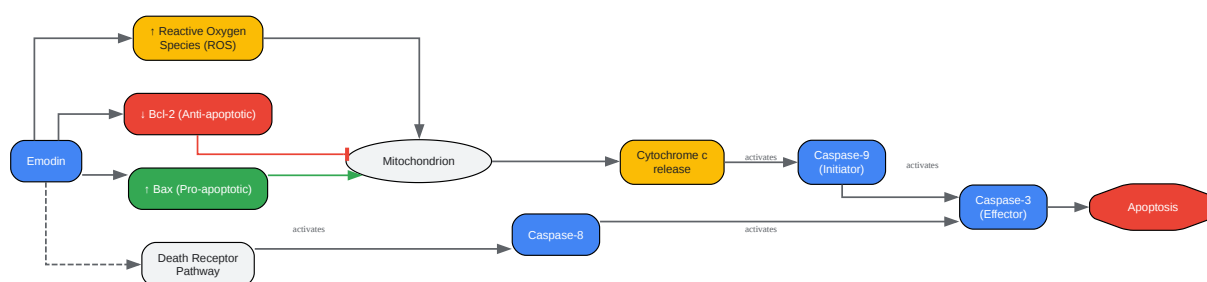 ↑ Reactive Oxygen
Species (ROS)
↓ Bcl-2 (Anti-apoptotic)
Emodin
↑ Bax (Pro-apoptotic)
Death Receptor
Pathway
Mitochondrion
activates
Caspase-8
Cytochrome c
release
activates
Caspase-9
(Initiator)
activates
activates
Caspase-3
(Effector)
Apoptosis